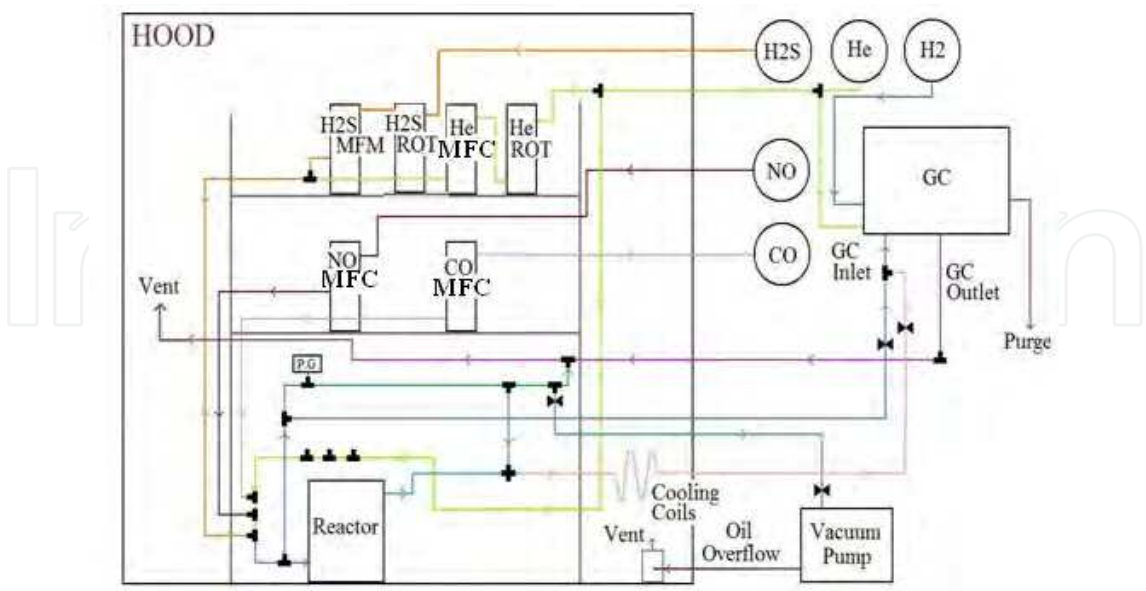 HOOD
H2S
He
H2
H2S
MFM
H2S
ROT
He
MFC
He
ROT
NO
GC
NO
MFC
CO
MFC
CO
GC
Inlet
GC
Outlet
Vent
Purge
P.G
Reactor
Cooling
Coils
Vent
Oil
Overflow
Vacuum
Pump